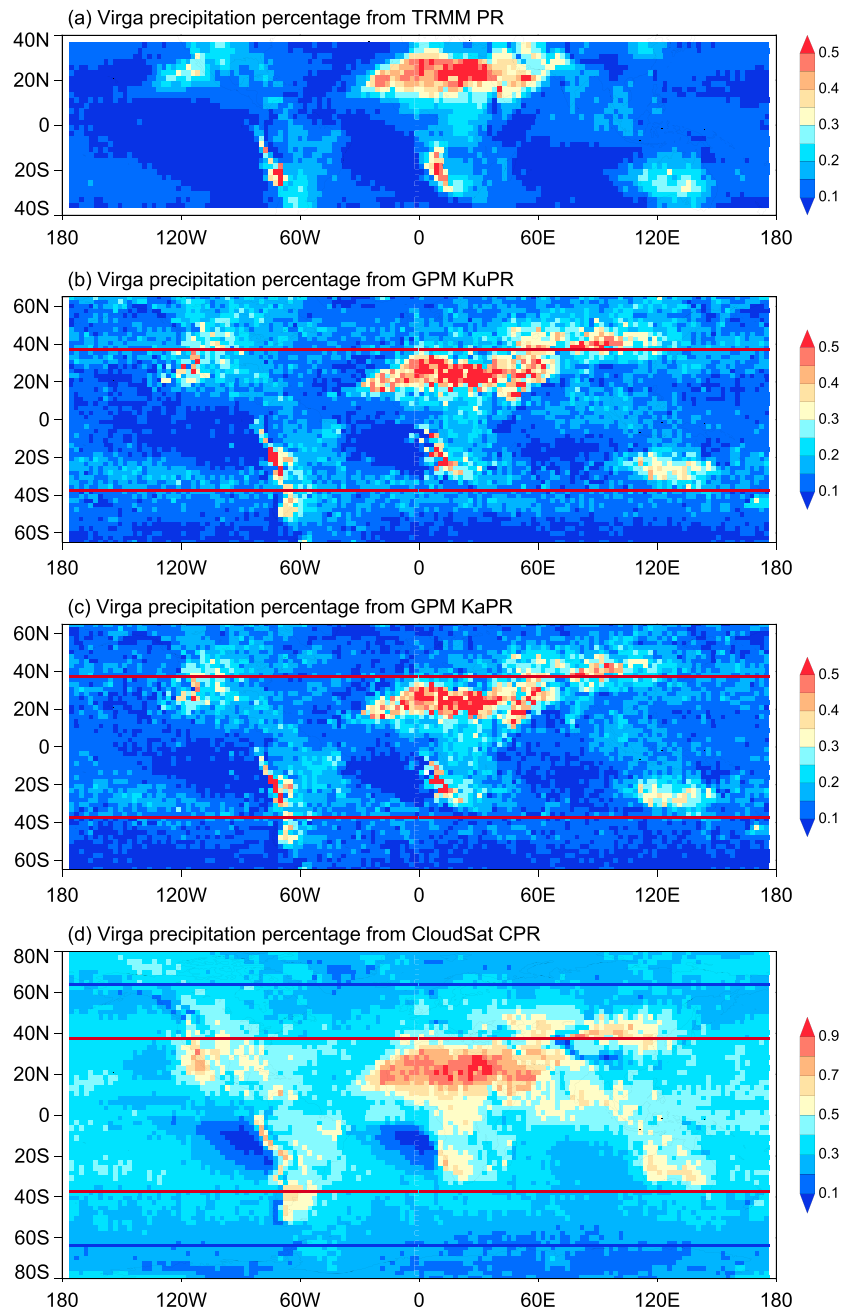 (a) Virga precipitation percentage from TRMM PR
40N
20N
0
20S
40S
180 120W 60W 0 60E 120E 180
0.5
0.4
0.3
0.2
0.1
(b) Virga precipitation percentage from GPM KuPR
60N
40N
20N
0
20S
40S
60S
180 120W 60W 0 60E 120E 180
0.5
0.4
0.3
0.2
0.1
(c) Virga precipitation percentage from GPM KaPR
60N
40N
20N
0
20S
40S
60S
180 120W 60W 0 60E 120E 180
0.5
0.4
0.3
0.2
0.1
(d) Virga precipitation percentage from CloudSat CPR
80N
60N
40N
20N
0
20S
40S
60S
80S
180 120W 60W 0 60E 120E 180
0.9
0.7
0.5
0.3
0.1